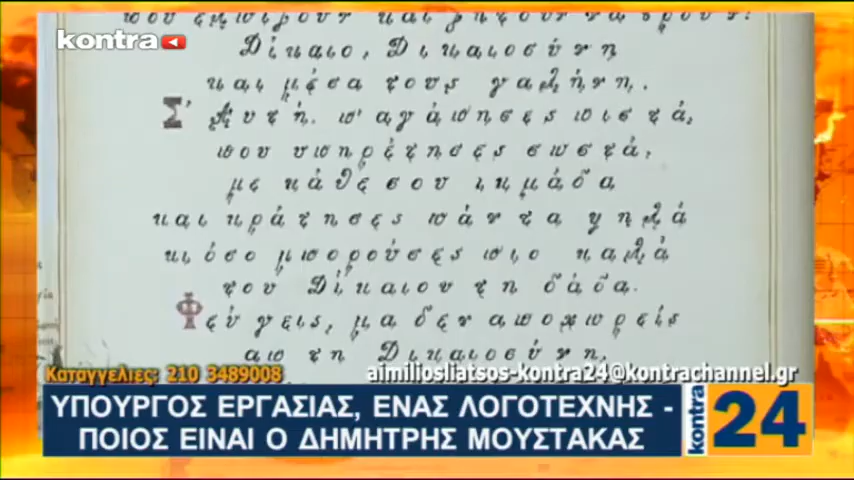 kontra
που και
Δίκαιο, Δικαιοσύνη
και μέσα τους γαλήνη.
Σ' Αυτή. π' αγάπησες πιστά,
που υπηρέτησες σωστά,
με κάθε σου ικμάδα
και κράτησες πάντα ψηλά
κι όσο μπορούσες πιο καλά
του Δίκαιου τη δάδα.
Φεύγεις, μα δεν αποχωρείς
απ τη Δικαιοσύνη,
Καταγγελίες: 210 3489008 aimiliosliatsos-kontra24@kontrachannel.gr
ΥΠΟΥΡΓΟΣ ΕΡΓΑΣΙΑΣ, ΕΝΑΣ ΛΟΓΟΤΕΧΝΗΣ -
ΠΟΙΟΣ ΕΙΝΑΙ Ο ΔΗΜΗΤΡΗΣ ΜΟΥΣΤΑΚΑΣ
kontra 24